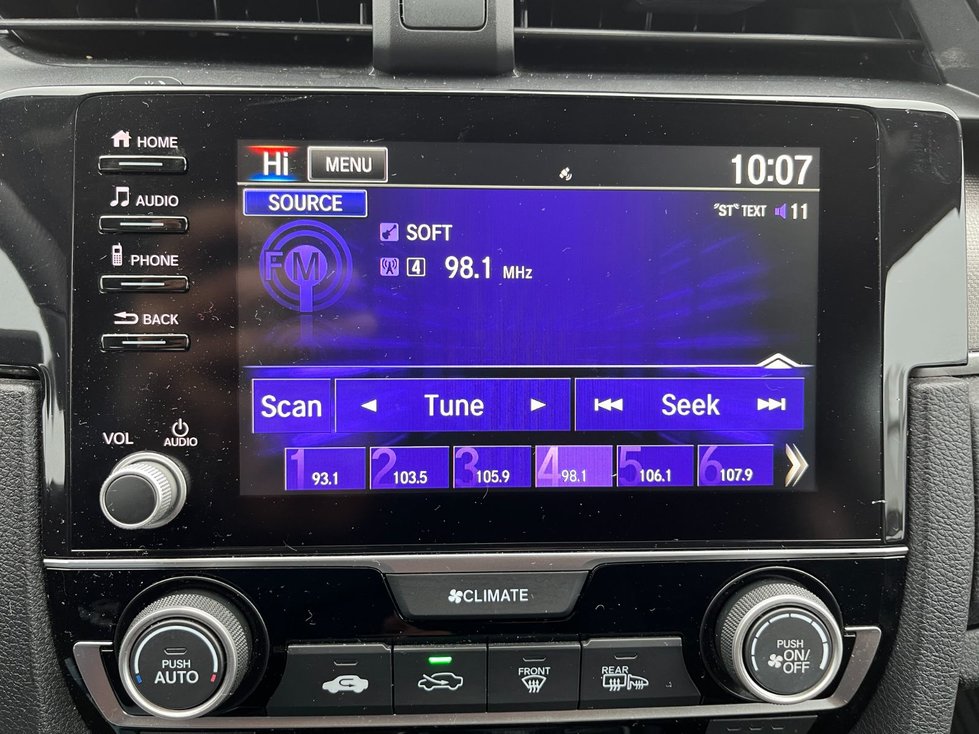 HOME
AUDIO
PHONE
BACK
VOL
AUDIO
Hi MENU 10:07
SOURCE
"ST" TEXT 11
FM
SOFT
4 98.1 MHz
Scan Tune Seek
1 93.1 2 103.5 3 105.9 4 98.1 5 106.1 6 107.9
CLIMATE
PUSH
AUTO
FRONT
REAR
PUSH
ON/
OFF